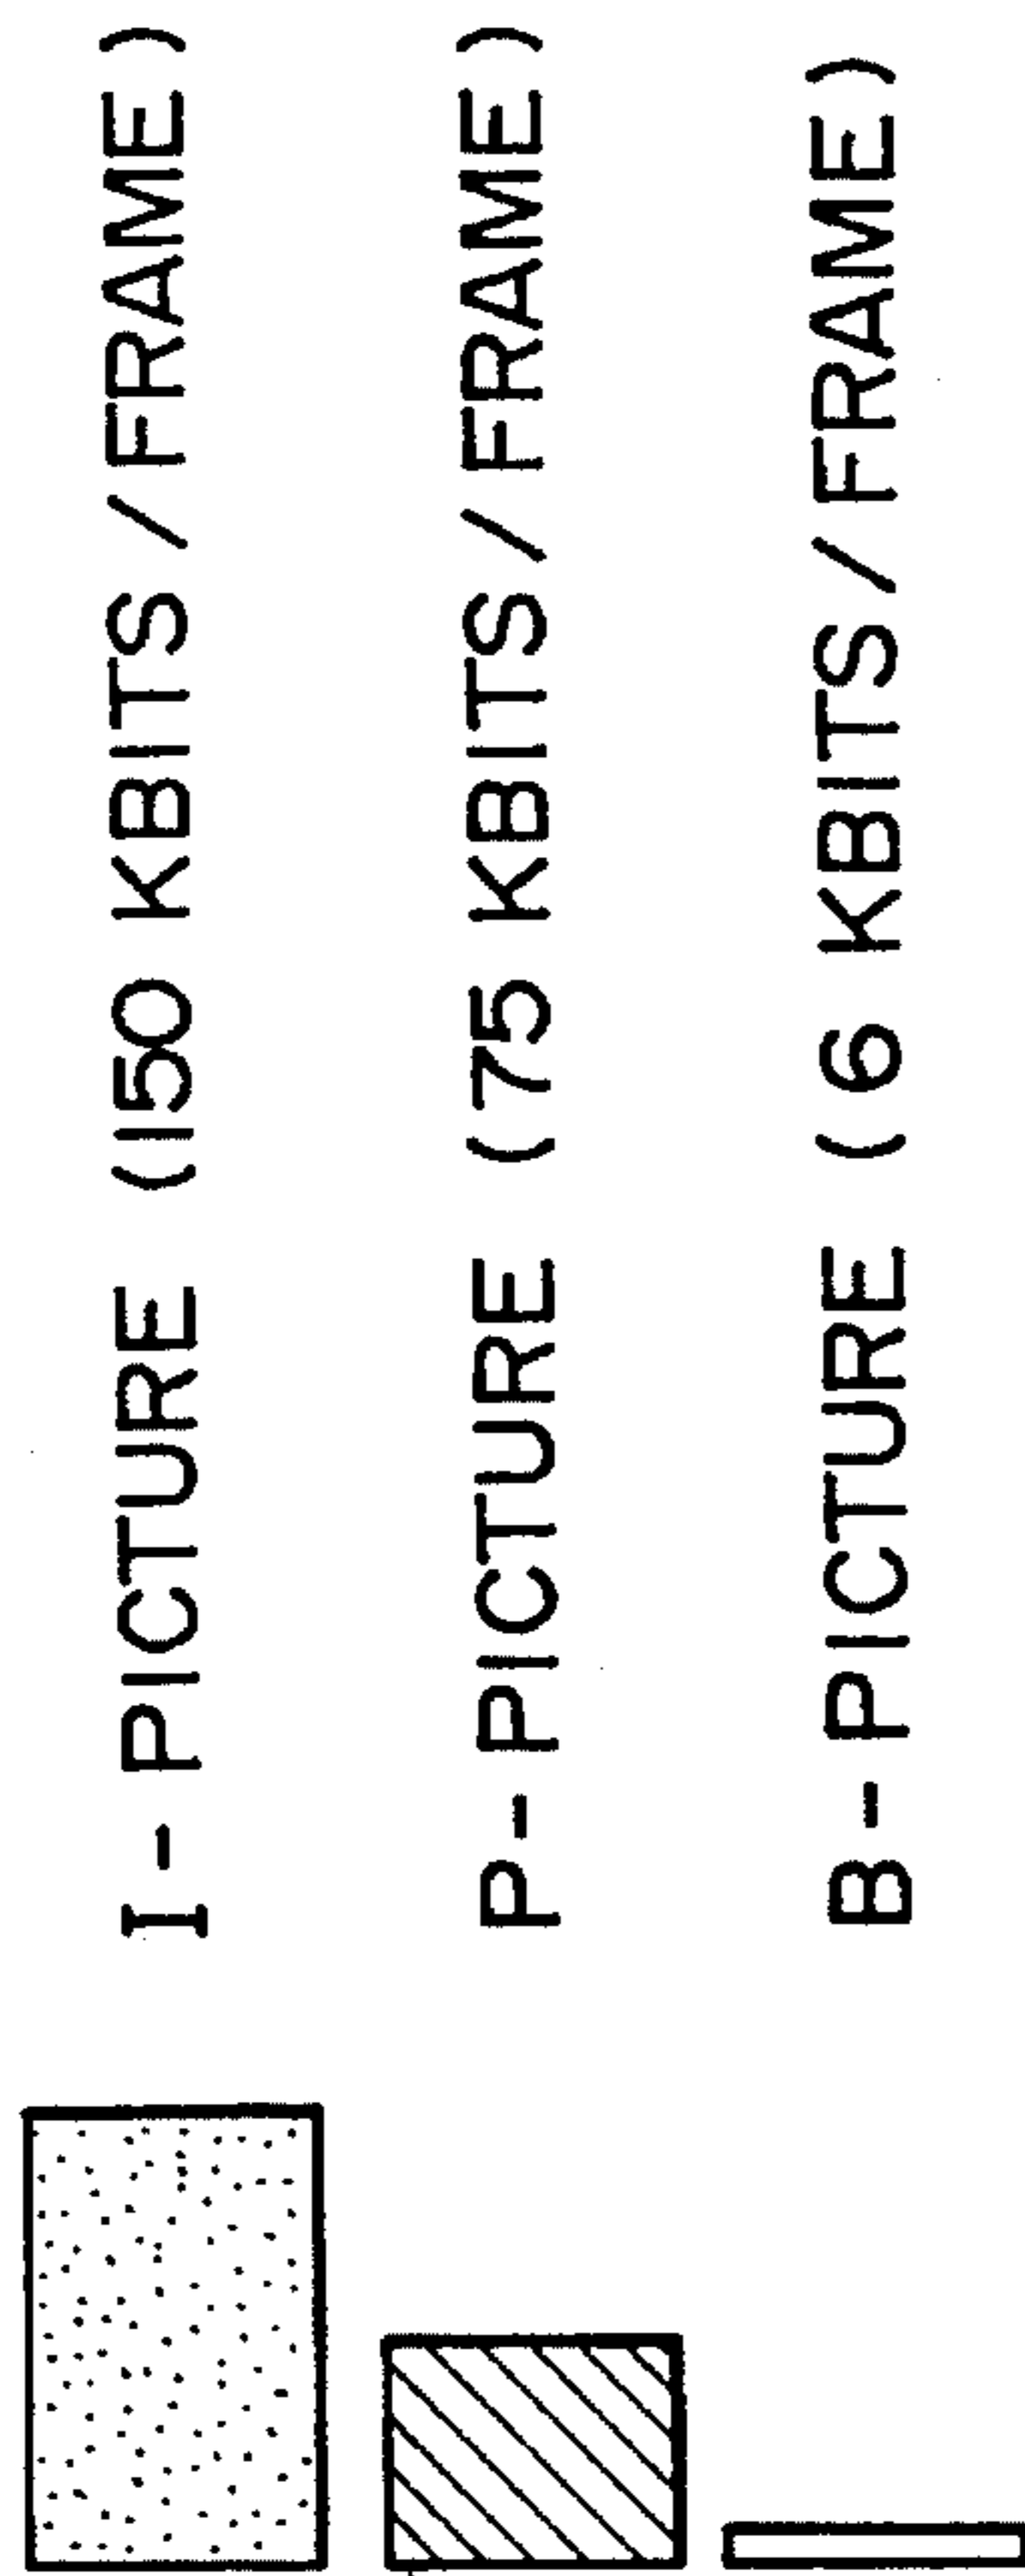 I - PICTURE (150 KBITS / FRAME)
P - PICTURE (75 KBITS / FRAME)
B - PICTURE (6 KBITS / FRAME)